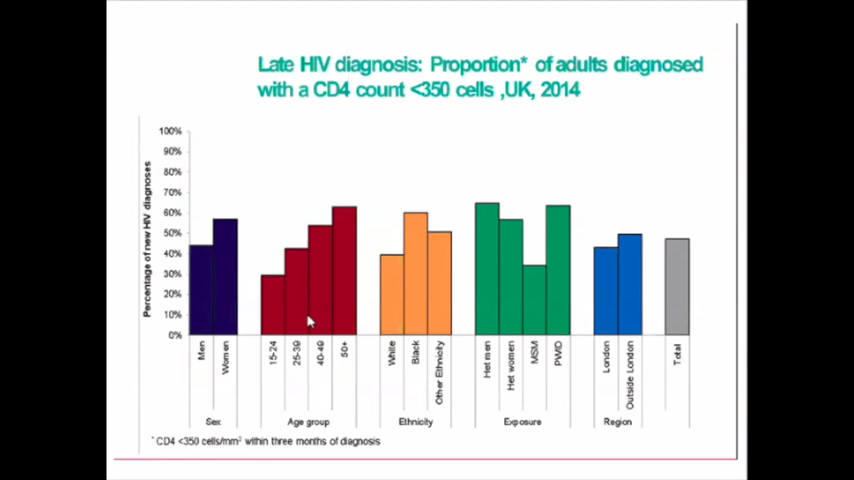 Late HIV diagnosis: Proportion* of adults diagnosed
with a CD4 count <350 cells ,UK, 2014
Percentage of new HIV diagnoses
100%
90%
80%
70%
60%
50%
40%
30%
20%
10%
0%
Men
Women
15-24
25-39
40-49
50+
White
Black
Other Ethnicity
Het men
Het women
MSM
PWID
London
Outside London
Total
Sex
Age group
Ethnicity
Exposure
Region
* CD4 <350 cells/mm³ within three months of diagnosis